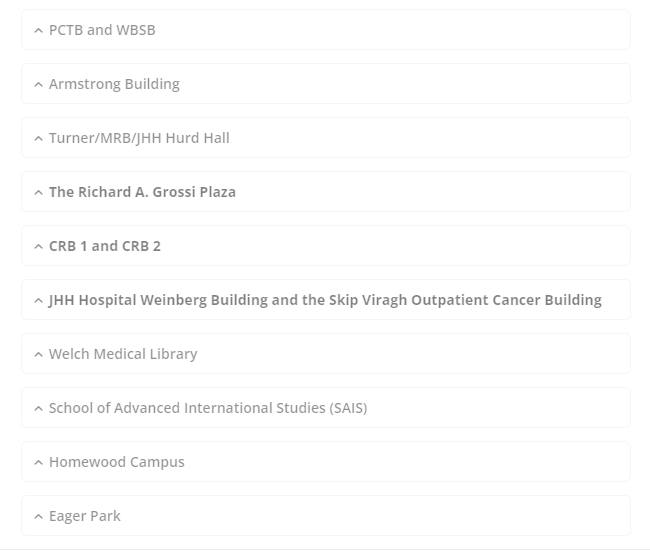 PCTB and WBSB
Armstrong Building
Turner/MRB/JHH Hurd Hall
The Richard A. Grossi Plaza
CRB 1 and CRB 2
JHH Hospital Weinberg Building and the Skip Viragh Outpatient Cancer Building
Welch Medical Library
School of Advanced International Studies (SAIS)
Homewood Campus
Eager Park